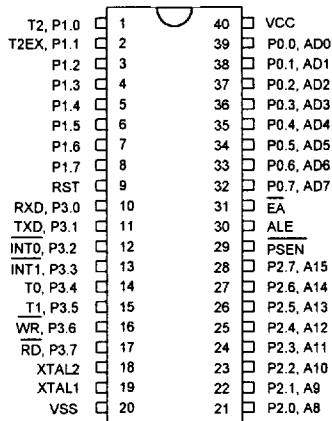 T2, P1.0 1 40 VCC
T2EX, P1.1 2 39 P0.0, AD0
P1.2 3 38 P0.1, AD1
P1.3 4 37 P0.2, AD2
P1.4 5 36 P0.3, AD3
P1.5 6 35 P0.4, AD4
P1.6 7 34 P0.5, AD5
P1.7 8 33 P0.6, AD6
RST 9 32 P0.7, AD7
RXD, P3.0 10 31 E̅A̅
TXD, P3.1 11 30 ALE
I̅N̅T̅0̅, P3.2 12 29 P̅S̅E̅N̅
I̅N̅T̅1̅, P3.3 13 28 P2.7, A15
T0, P3.4 14 27 P2.6, A14
T1, P3.5 15 26 P2.5, A13
W̅R̅, P3.6 16 25 P2.4, A12
R̅D̅, P3.7 17 24 P2.3, A11
XTAL2 18 23 P2.2, A10
XTAL1 19 22 P2.1, A9
VSS 20 21 P2.0, A8